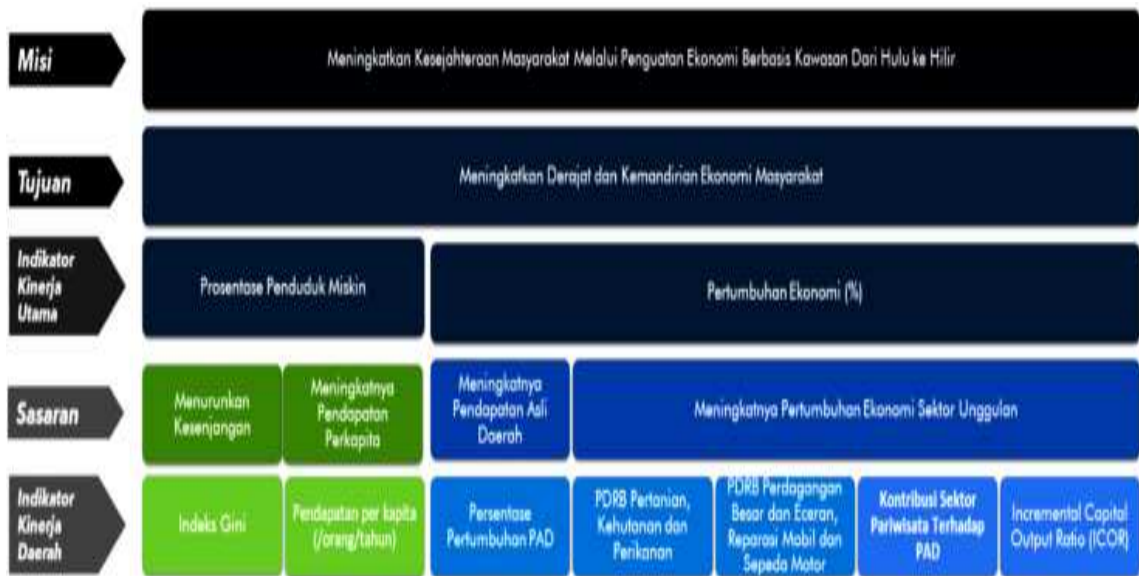 Misi
Meningkatkan Kesejahteraan Masyarakat Melalui Penguatan Ekonomi Berbasis Kawasan Dari Hulu ke Hilir
Tujuan
Meningkatkan Derajat dan Kemandirian Ekonomi Masyarakat
Indikator
Kinerja
Utama
Prosentase Penduduk Miskin
Pertumbuhan Ekonomi (%)
Sasaran
Menurunkan
Kesenjangan
Meningkatnya
Pendapatan
Perkapita
Meningkatnya
Pendapatan Asli
Daerah
Meningkatnya Pertumbuhan Ekonomi Sektor Unggulan
Indikator
Kinerja
Daerah
Indeks Gini
Pendapatan per kapita
(/orang/tahun)
Persentase
Pertumbuhan PAD
PDRB Pertanian,
Kehutanan dan
Perikanan
PDRB Perdagangan
Besar dan Eceran,
Reparasi Mobil dan
Sepeda Motor
Kontribusi Sektor
Pariwisata Terhadap
PAD
Incremental Capital
Output Ratio (ICOR)